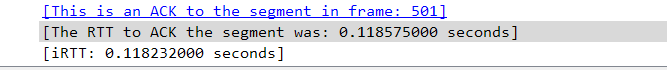 [This is an ACK to the segment in frame: 501]
[The RTT to ACK the segment was: 0.118575000 seconds]
[iRTT: 0.118232000 seconds]